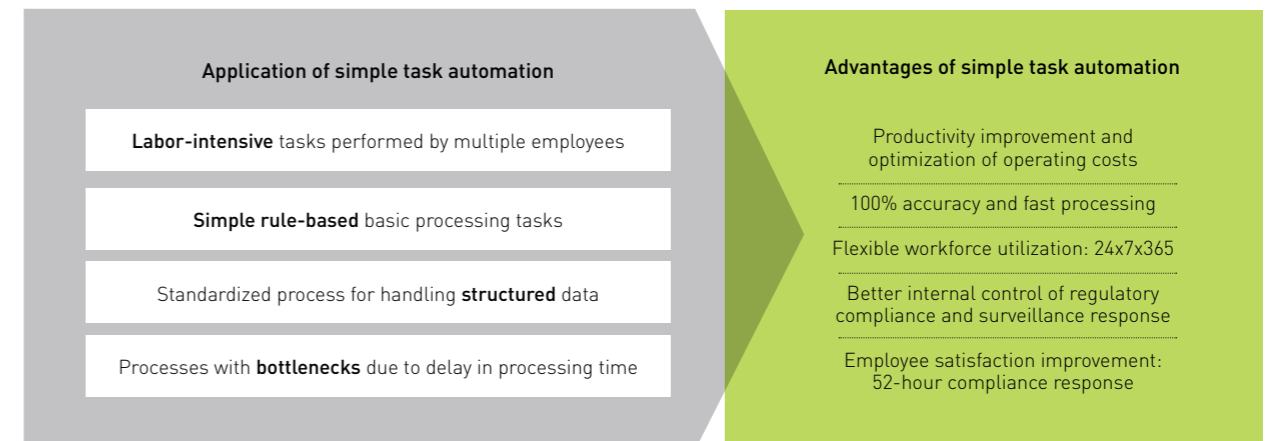 Application of simple task automation
Labor-intensive tasks performed by multiple employees
Simple rule-based basic processing tasks
Standardized process for handling structured data
Processes with bottlenecks due to delay in processing time
Advantages of simple task automation
Productivity improvement and
optimization of operating costs
100% accuracy and fast processing
Flexible workforce utilization: 24x7x365
Better internal control of regulatory
compliance and surveillance response
Employee satisfaction improvement:
52-hour compliance response